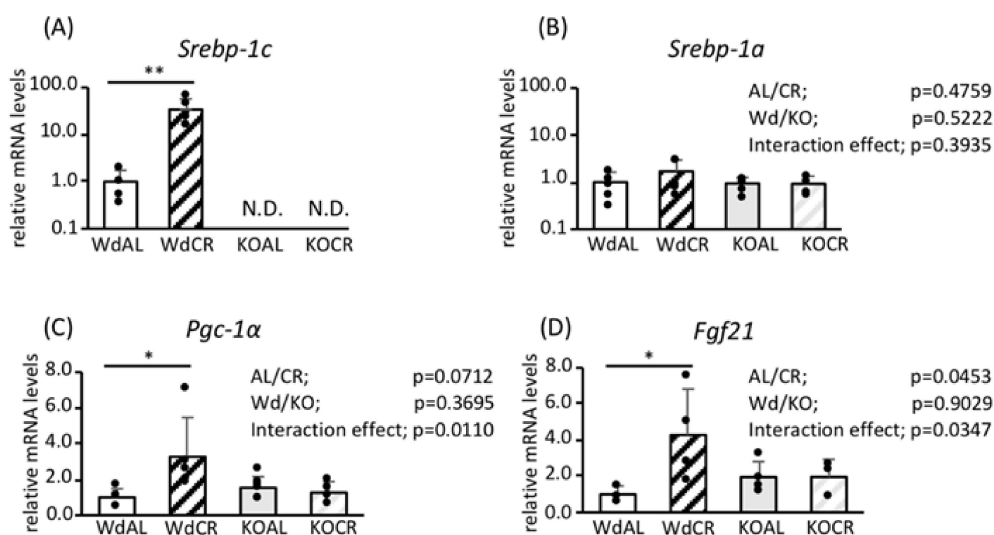 (A)
Srebp-1c
relative mRNA levels
100.0
10.0
1.0
0.1
**
N.D.
N.D.
WdAL
WdCR
KOAL
KOCR
(B)
Srebp-1a
relative mRNA levels
100.0
10.0
1.0
0.1
AL/CR; p=0.4759
Wd/KO; p=0.5222
Interaction effect; p=0.3935
WdAL
WdCR
KOAL
KOCR
(C)
Pgc-1α
relative mRNA levels
8.0
6.0
4.0
2.0
0.0
*
AL/CR; p=0.0712
Wd/KO; p=0.3695
Interaction effect; p=0.0110
WdAL
WdCR
KOAL
KOCR
(D)
Fgf21
relative mRNA levels
8.0
6.0
4.0
2.0
0.0
*
AL/CR; p=0.0453
Wd/KO; p=0.9029
Interaction effect; p=0.0347
WdAL
WdCR
KOAL
KOCR